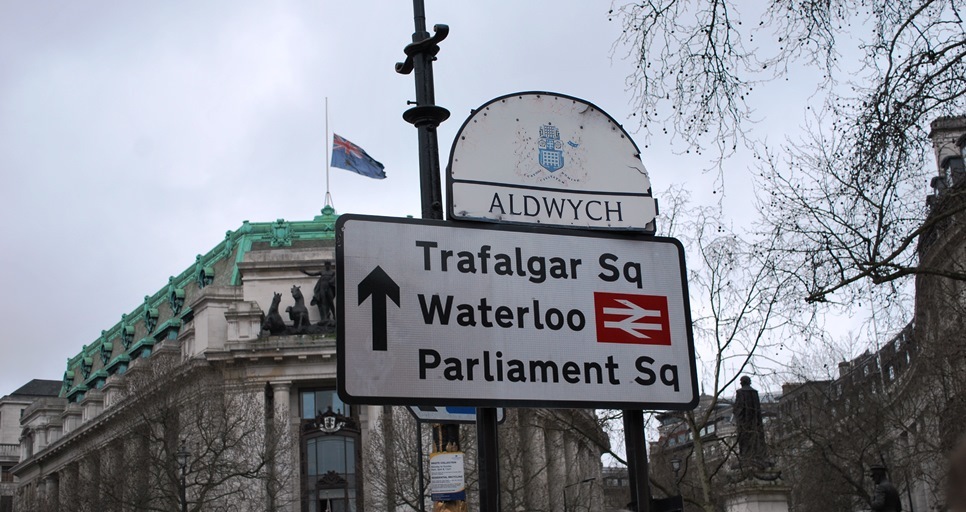 ALDWYCH
Trafalgar Sq
Waterloo
Parliament Sq